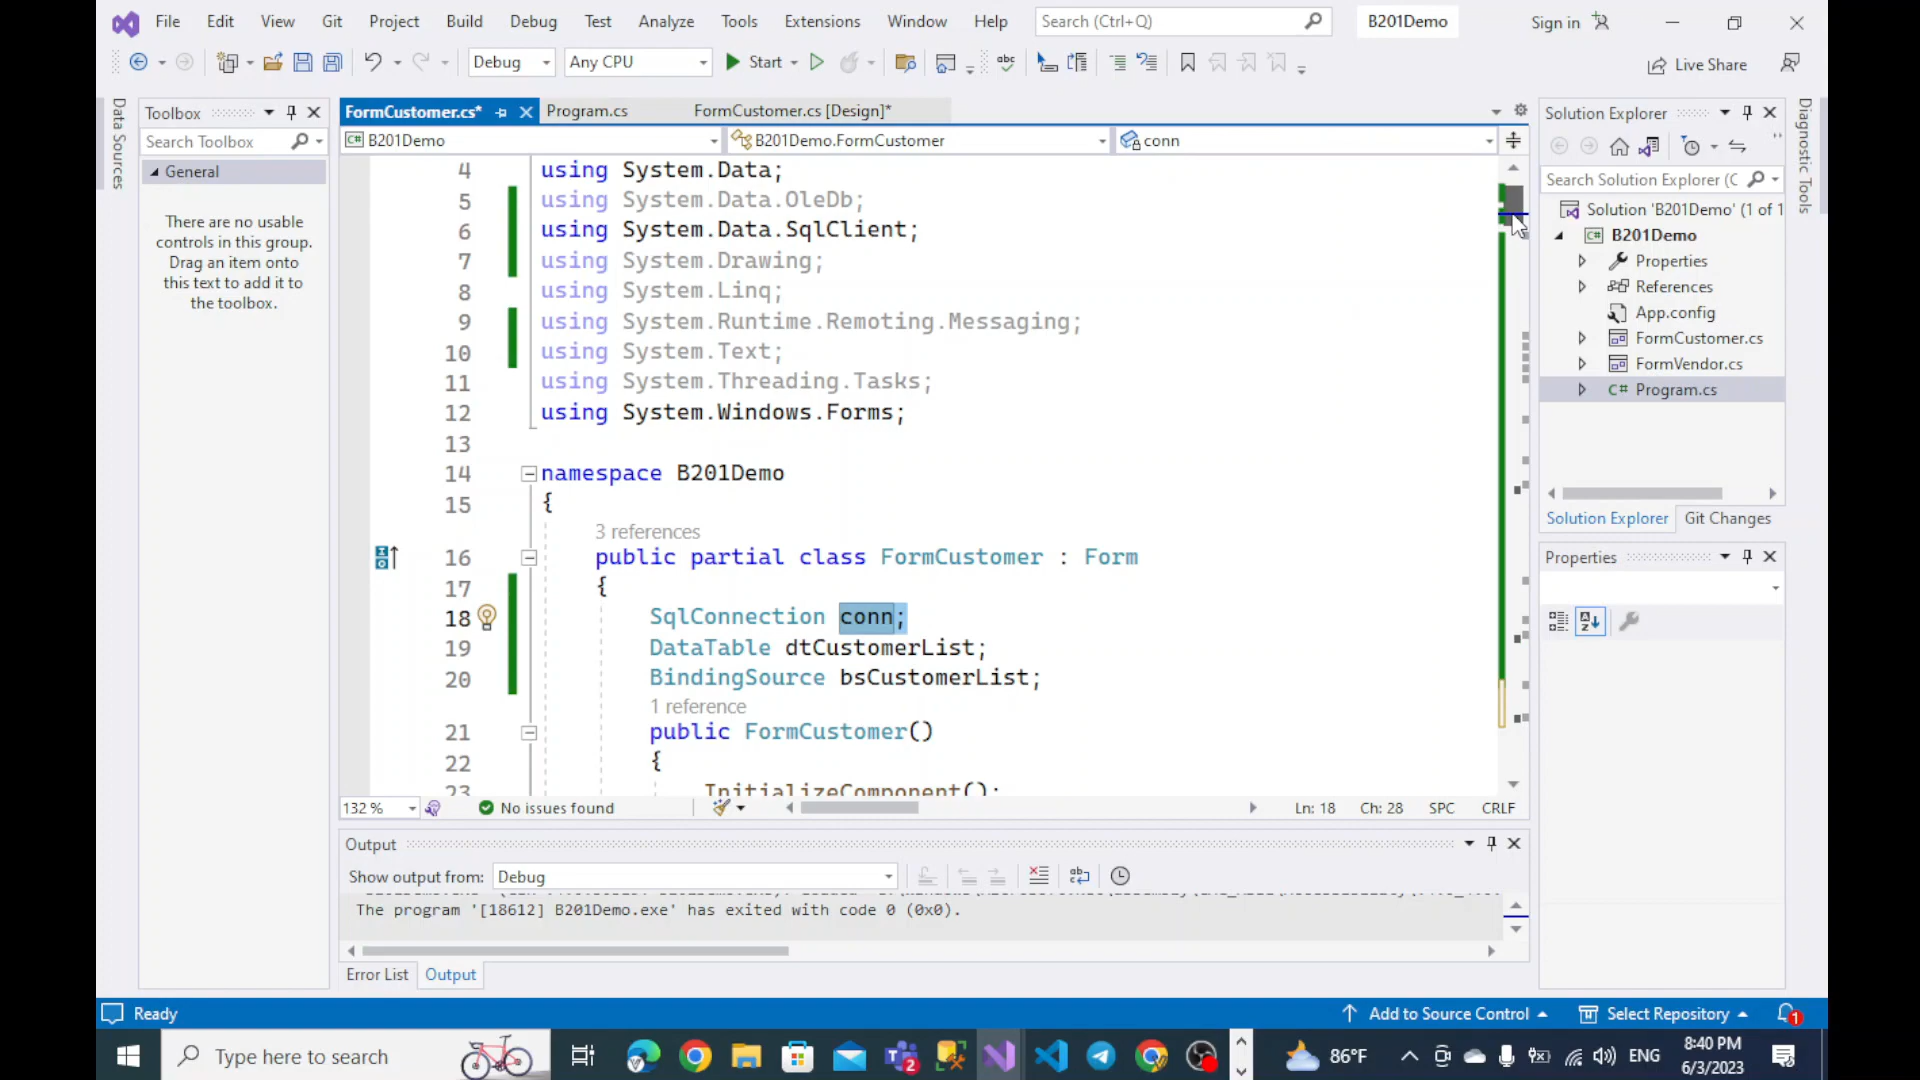 File Edit View Git Project Build Debug Test Analyze Tools Extensions Window Help Search (Ctrl+Q) B201Demo Sign in
Debug Any CPU Start Live Share
Data Sources
Toolbox
Search Toolbox
General
There are no usable
controls in this group.
Drag an item onto
this text to add it to
the toolbox.
FormCustomer.cs* Program.cs FormCustomer.cs [Design]*
B201Demo B201Demo.FormCustomer conn
4 using System.Data;
5 using System.Data.OleDb;
6 using System.Data.SqlClient;
7 using System.Drawing;
8 using System.Linq;
9 using System.Runtime.Remoting.Messaging;
10 using System.Text;
11 using System.Threading.Tasks;
12 using System.Windows.Forms;
13
14 namespace B201Demo
15 {
3 references
16 public partial class FormCustomer : Form
17 {
18 SqlConnection conn;
19 DataTable dtCustomerList;
20 BindingSource bsCustomerList;
1 reference
21 public FormCustomer()
22 {
23 InitializeComponent();
132 % No issues found Ln: 18 Ch: 28 SPC CRLF
Output
Show output from: Debug
The program '[18612] B201Demo.exe' has exited with code 0 (0x0).
Error List Output
Solution Explorer
Search Solution Explorer (C
Solution 'B201Demo' (1 of 1
B201Demo
Properties
References
App.config
FormCustomer.cs
FormVendor.cs
Program.cs
Solution Explorer Git Changes
Properties
Diagnostic Tools
Ready Add to Source Control Select Repository 1
Type here to search 2 86°F ENG 8:40 PM
6/3/2023